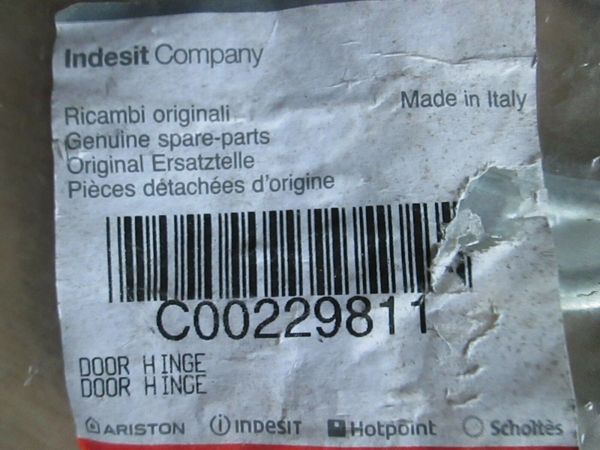 Indesit Company
Ricambi originali
Made in Italy
Genuine spare-parts
Original Ersatztelle
Pièces détachées d'origine
C00229811
DOOR HINGE
DOOR HINGE
ARISTON indesit Hotpoint Scholtès